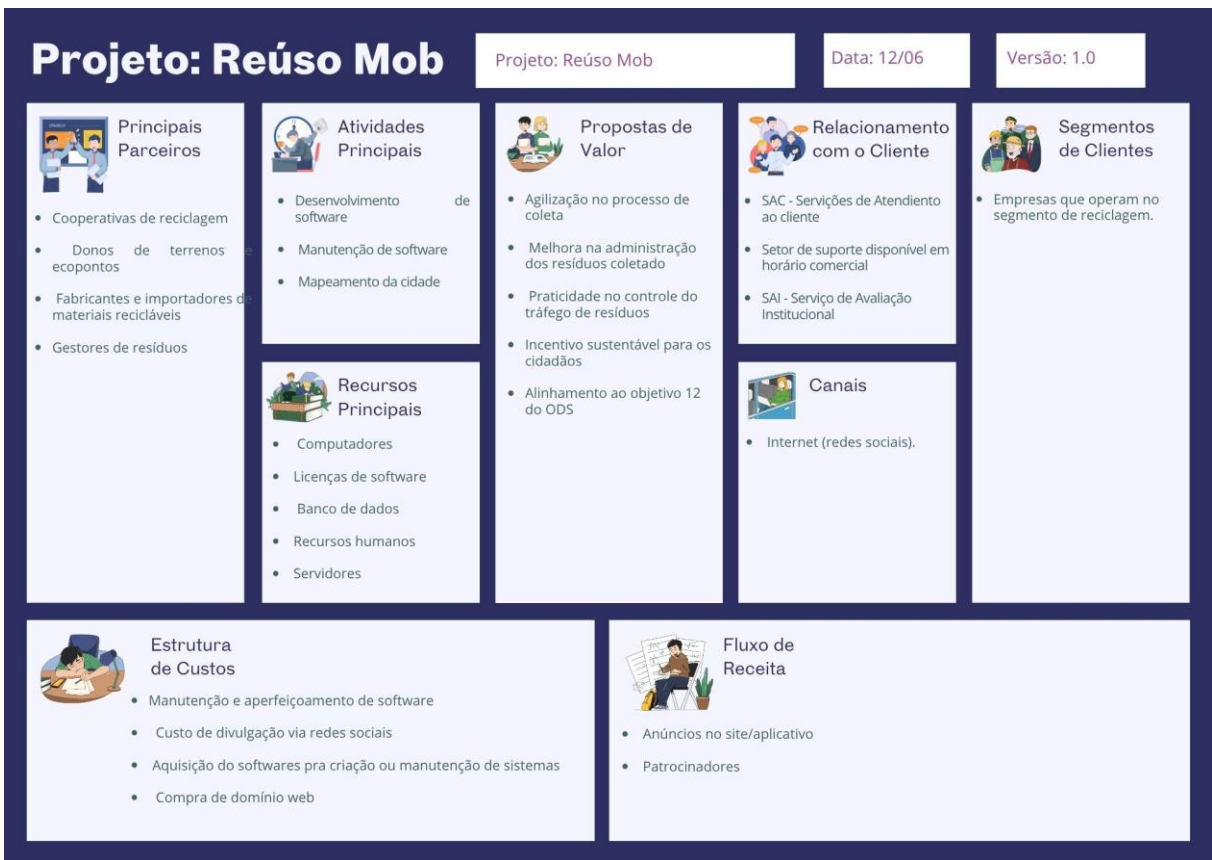 Projeto: Reúso Mob
Projeto: Reúso Mob
Data: 12/06
Versão: 1.0
Principais
Parceiros
• Cooperativas de reciclagem
• Donos de terrenos e
ecopontos
• Fabricantes e importadores de
materiais recicláveis
• Gestores de resíduos
Atividades
Principais
• Desenvolvimento de
software
• Manutenção de software
• Mapeamento da cidade
Recursos
Principais
• Computadores
• Licenças de software
• Banco de dados
• Recursos humanos
• Servidores
Propostas de
Valor
• Agilização no processo de
coleta
• Melhora na administração
dos resíduos coletado
• Praticidade no controle do
tráfego de resíduos
• Incentivo sustentável para os
cidadãos
• Alinhamento ao objetivo 12
do ODS
Relacionamento
com o Cliente
• SAC - Servições de Atendiento
ao cliente
• Setor de suporte disponível em
horário comercial
• SAI - Serviço de Avaliação
Institucional
Canais
• Internet (redes sociais).
Segmentos
de Clientes
• Empresas que operam no
segmento de reciclagem.
Estrutura
de Custos
• Manutenção e aperfeiçoamento de software
• Custo de divulgação via redes sociais
• Aquisição do softwares pra criação ou manutenção de sistemas
• Compra de domínio web
Fluxo de
Receita
• Anúncios no site/aplicativo
• Patrocinadores